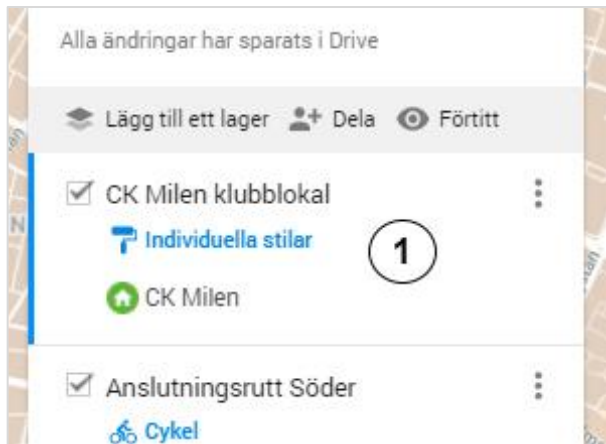 Alla ändringar har sparats i Drive
Lägg till ett lager Dela Förtitt
CK Milen klubblokal
Individuella stilar
1
CK Milen
Anslutningsrutt Söder
Cykel
N